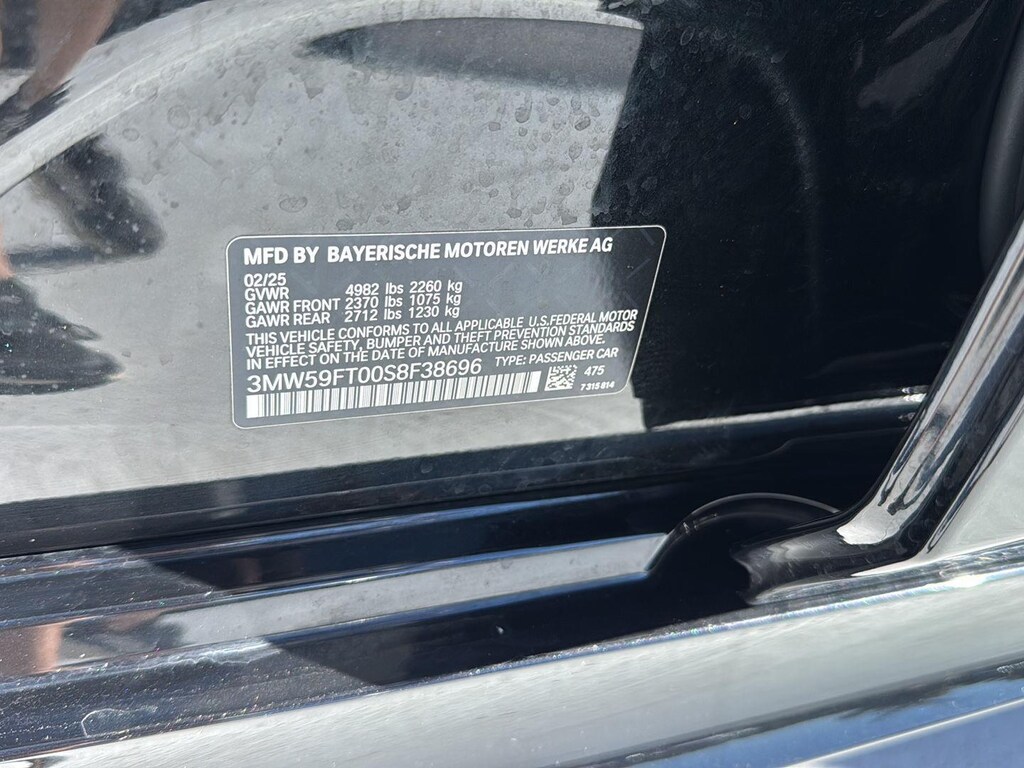 MFD BY BAYERISCHE MOTOREN WERKE AG
02/25
GVWR 4982 lbs 2260 kg
GAWR FRONT 2370 lbs 1075 kg
GAWR REAR 2712 lbs 1230 kg
THIS VEHICLE CONFORMS TO ALL APPLICABLE U.S.FEDERAL MOTOR
VEHICLE SAFETY, BUMPER AND THEFT PREVENTION STANDARDS
IN EFFECT ON THE DATE OF MANUFACTURE SHOWN ABOVE.
3MW59FT00S8F38696 TYPE: PASSENGER CAR
475
7 315 814